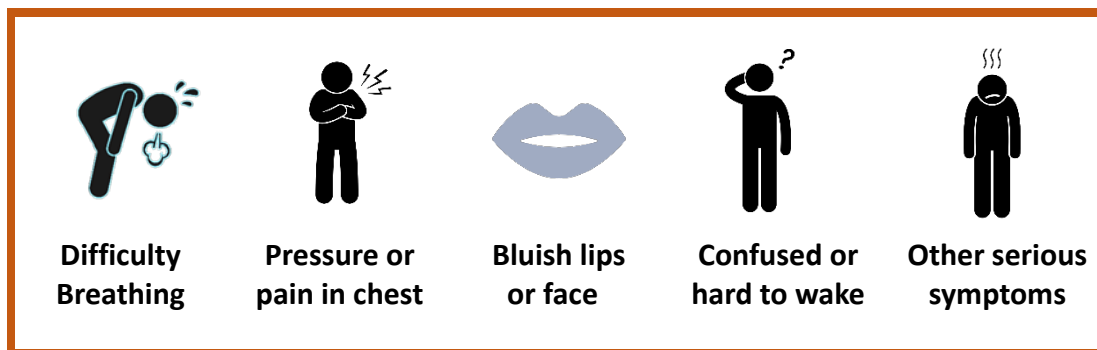 ?
Difficulty
Breathing
Pressure or
pain in chest
Bluish lips
or face
Confused or
hard to wake
Other serious
symptoms